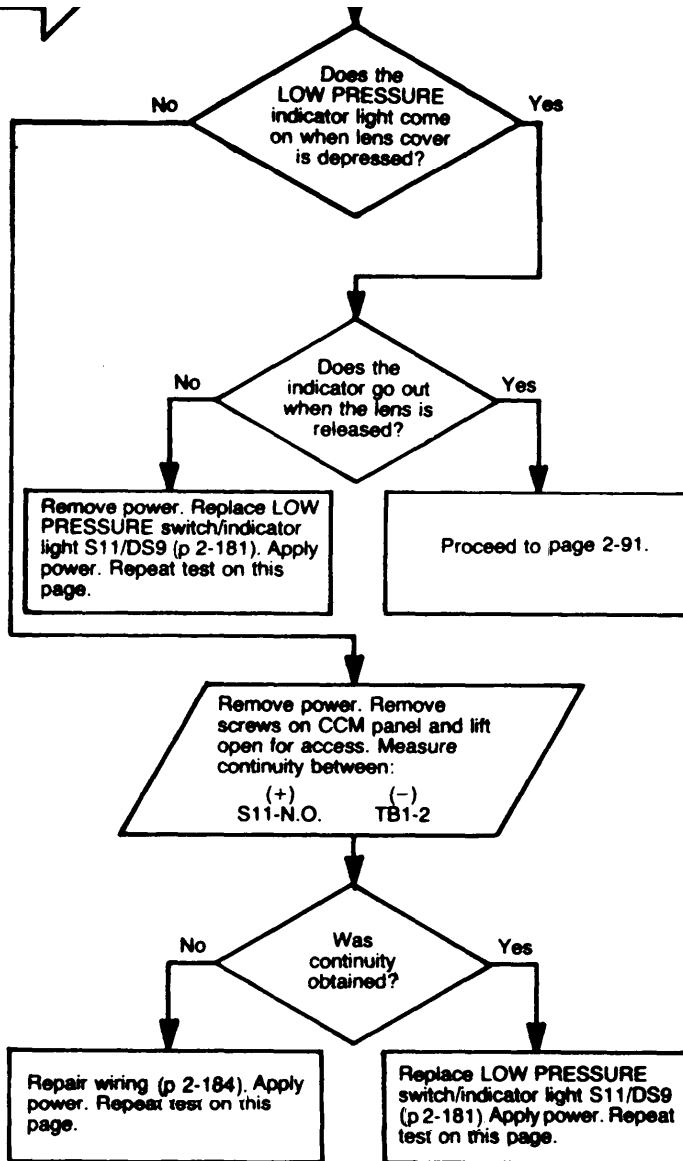 Does the
LOW PRESSURE
indicator light come
on when lens cover
is depressed?
No
Yes
Does the
indicator go out
when the lens is
released?
No
Yes
Remove power. Replace LOW
PRESSURE switch/indicator
light S11/DS9 (p 2-181). Apply
power. Repeat test on this
page.
Proceed to page 2-91.
Remove power. Remove
screws on CCM panel and lift
open for access. Measure
continuity between:
(+) (−)
S11-N.O. TB1-2
Was
continuity
obtained?
No
Yes
Repair wiring (p 2-184). Apply
power. Repeat test on this
page.
Replace LOW PRESSURE
switch/indicator light S11/DS9
(p 2-181) Apply power. Repeat
test on this page.